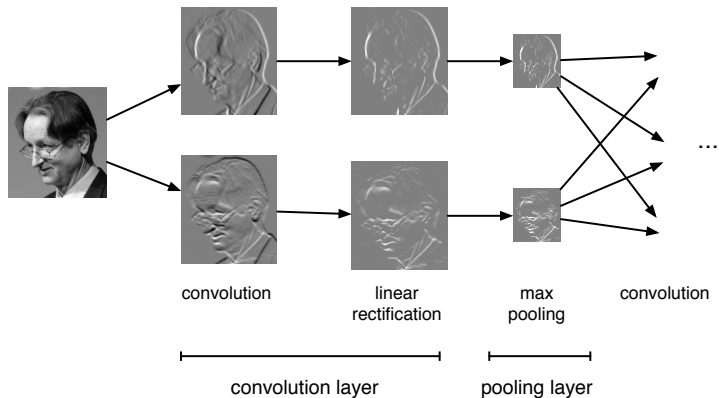 ...
convolution
linear
rectification
max
pooling
convolution
convolution layer
pooling layer